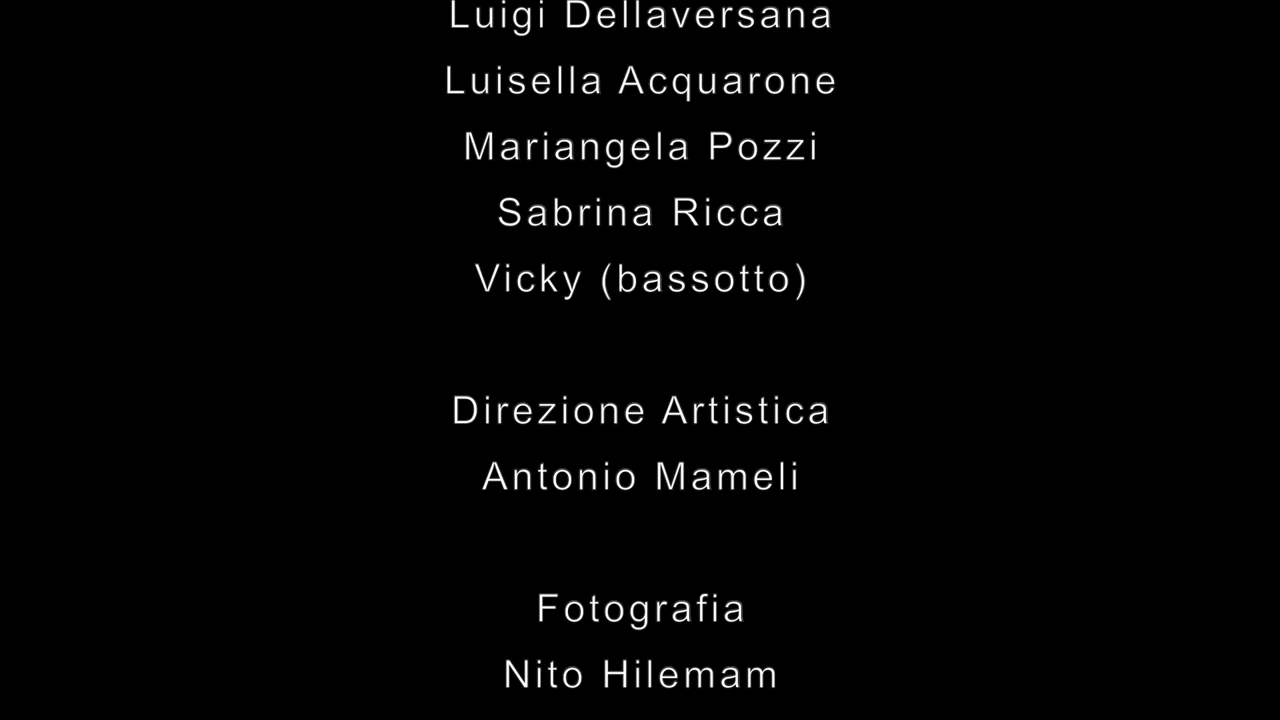 Luigi Dellaversana
Luisella Acquarone
Mariangela Pozzi
Sabrina Ricca
Vicky (bassotto)
Direzione Artistica
Antonio Mameli
Fotografia
Nito Hilemam